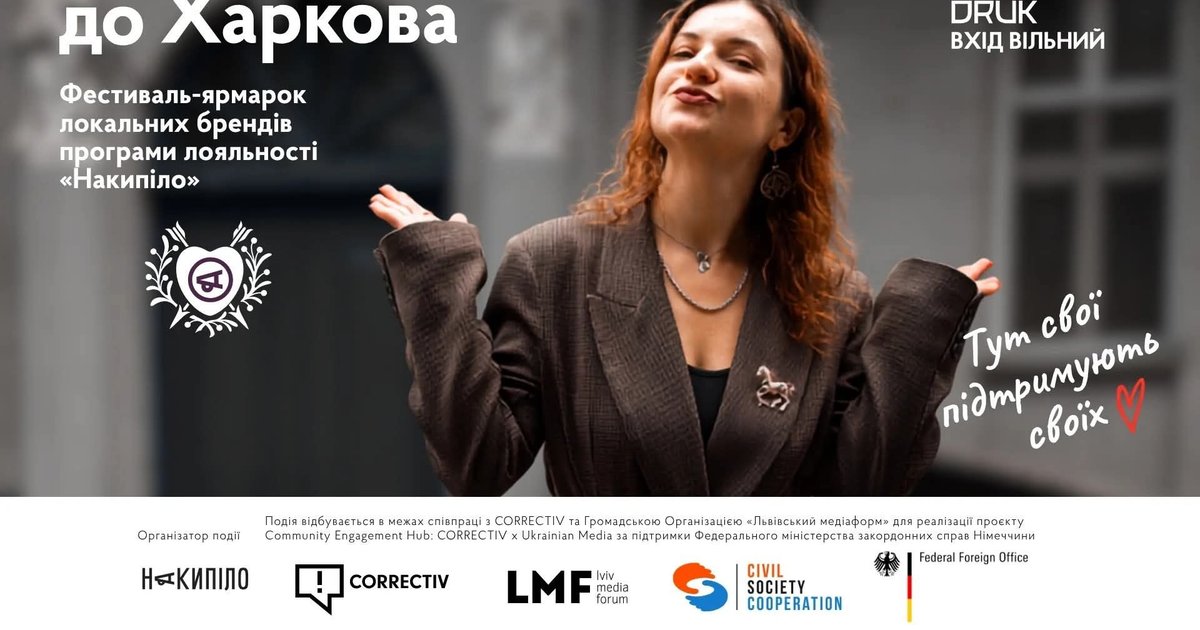 до Харкова
Фестиваль-ярмарок
локальних брендів
програми лояльності
«Накипіло»
DRUK
ВХІД ВІЛЬНИЙ
Тут свої
підтримують
своїх
Організатор події
Подія відбувається в межах співпраці з CORRECTIV та Громадською Організацією «Львівський медіаформ» для реалізації проєкту
Community Engagement Hub: CORRECTIV x Ukrainian Media за підтримки Федерального міністерства закордонних справ Німеччини
НАКИПІЛО
CORRECTIV
LMF
lviv
media
forum
CIVIL
SOCIETY
COOPERATION
Federal Foreign Office